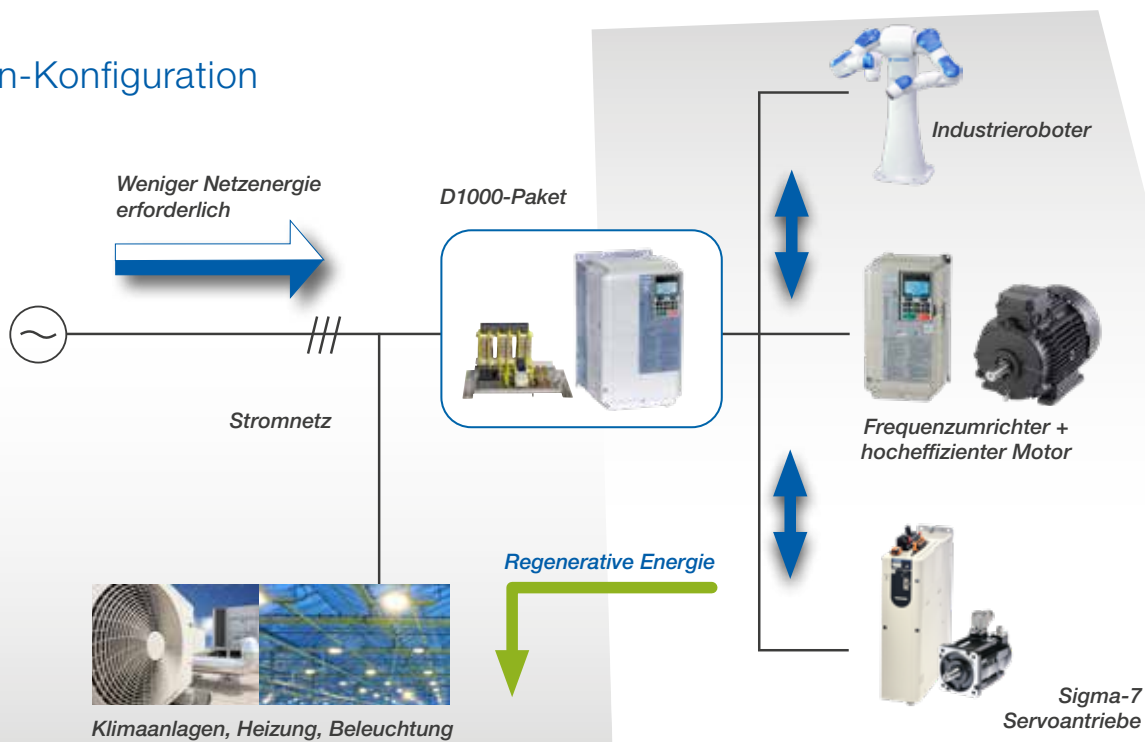 n-Konfiguration
Weniger Netzenergie
erforderlich
D1000-Paket
Industrieroboter
Stromnetz
Frequenzumrichter +
hocheffizienter Motor
Regenerative Energie
Klimaanlagen, Heizung, Beleuchtung
Sigma-7
Servoantriebe